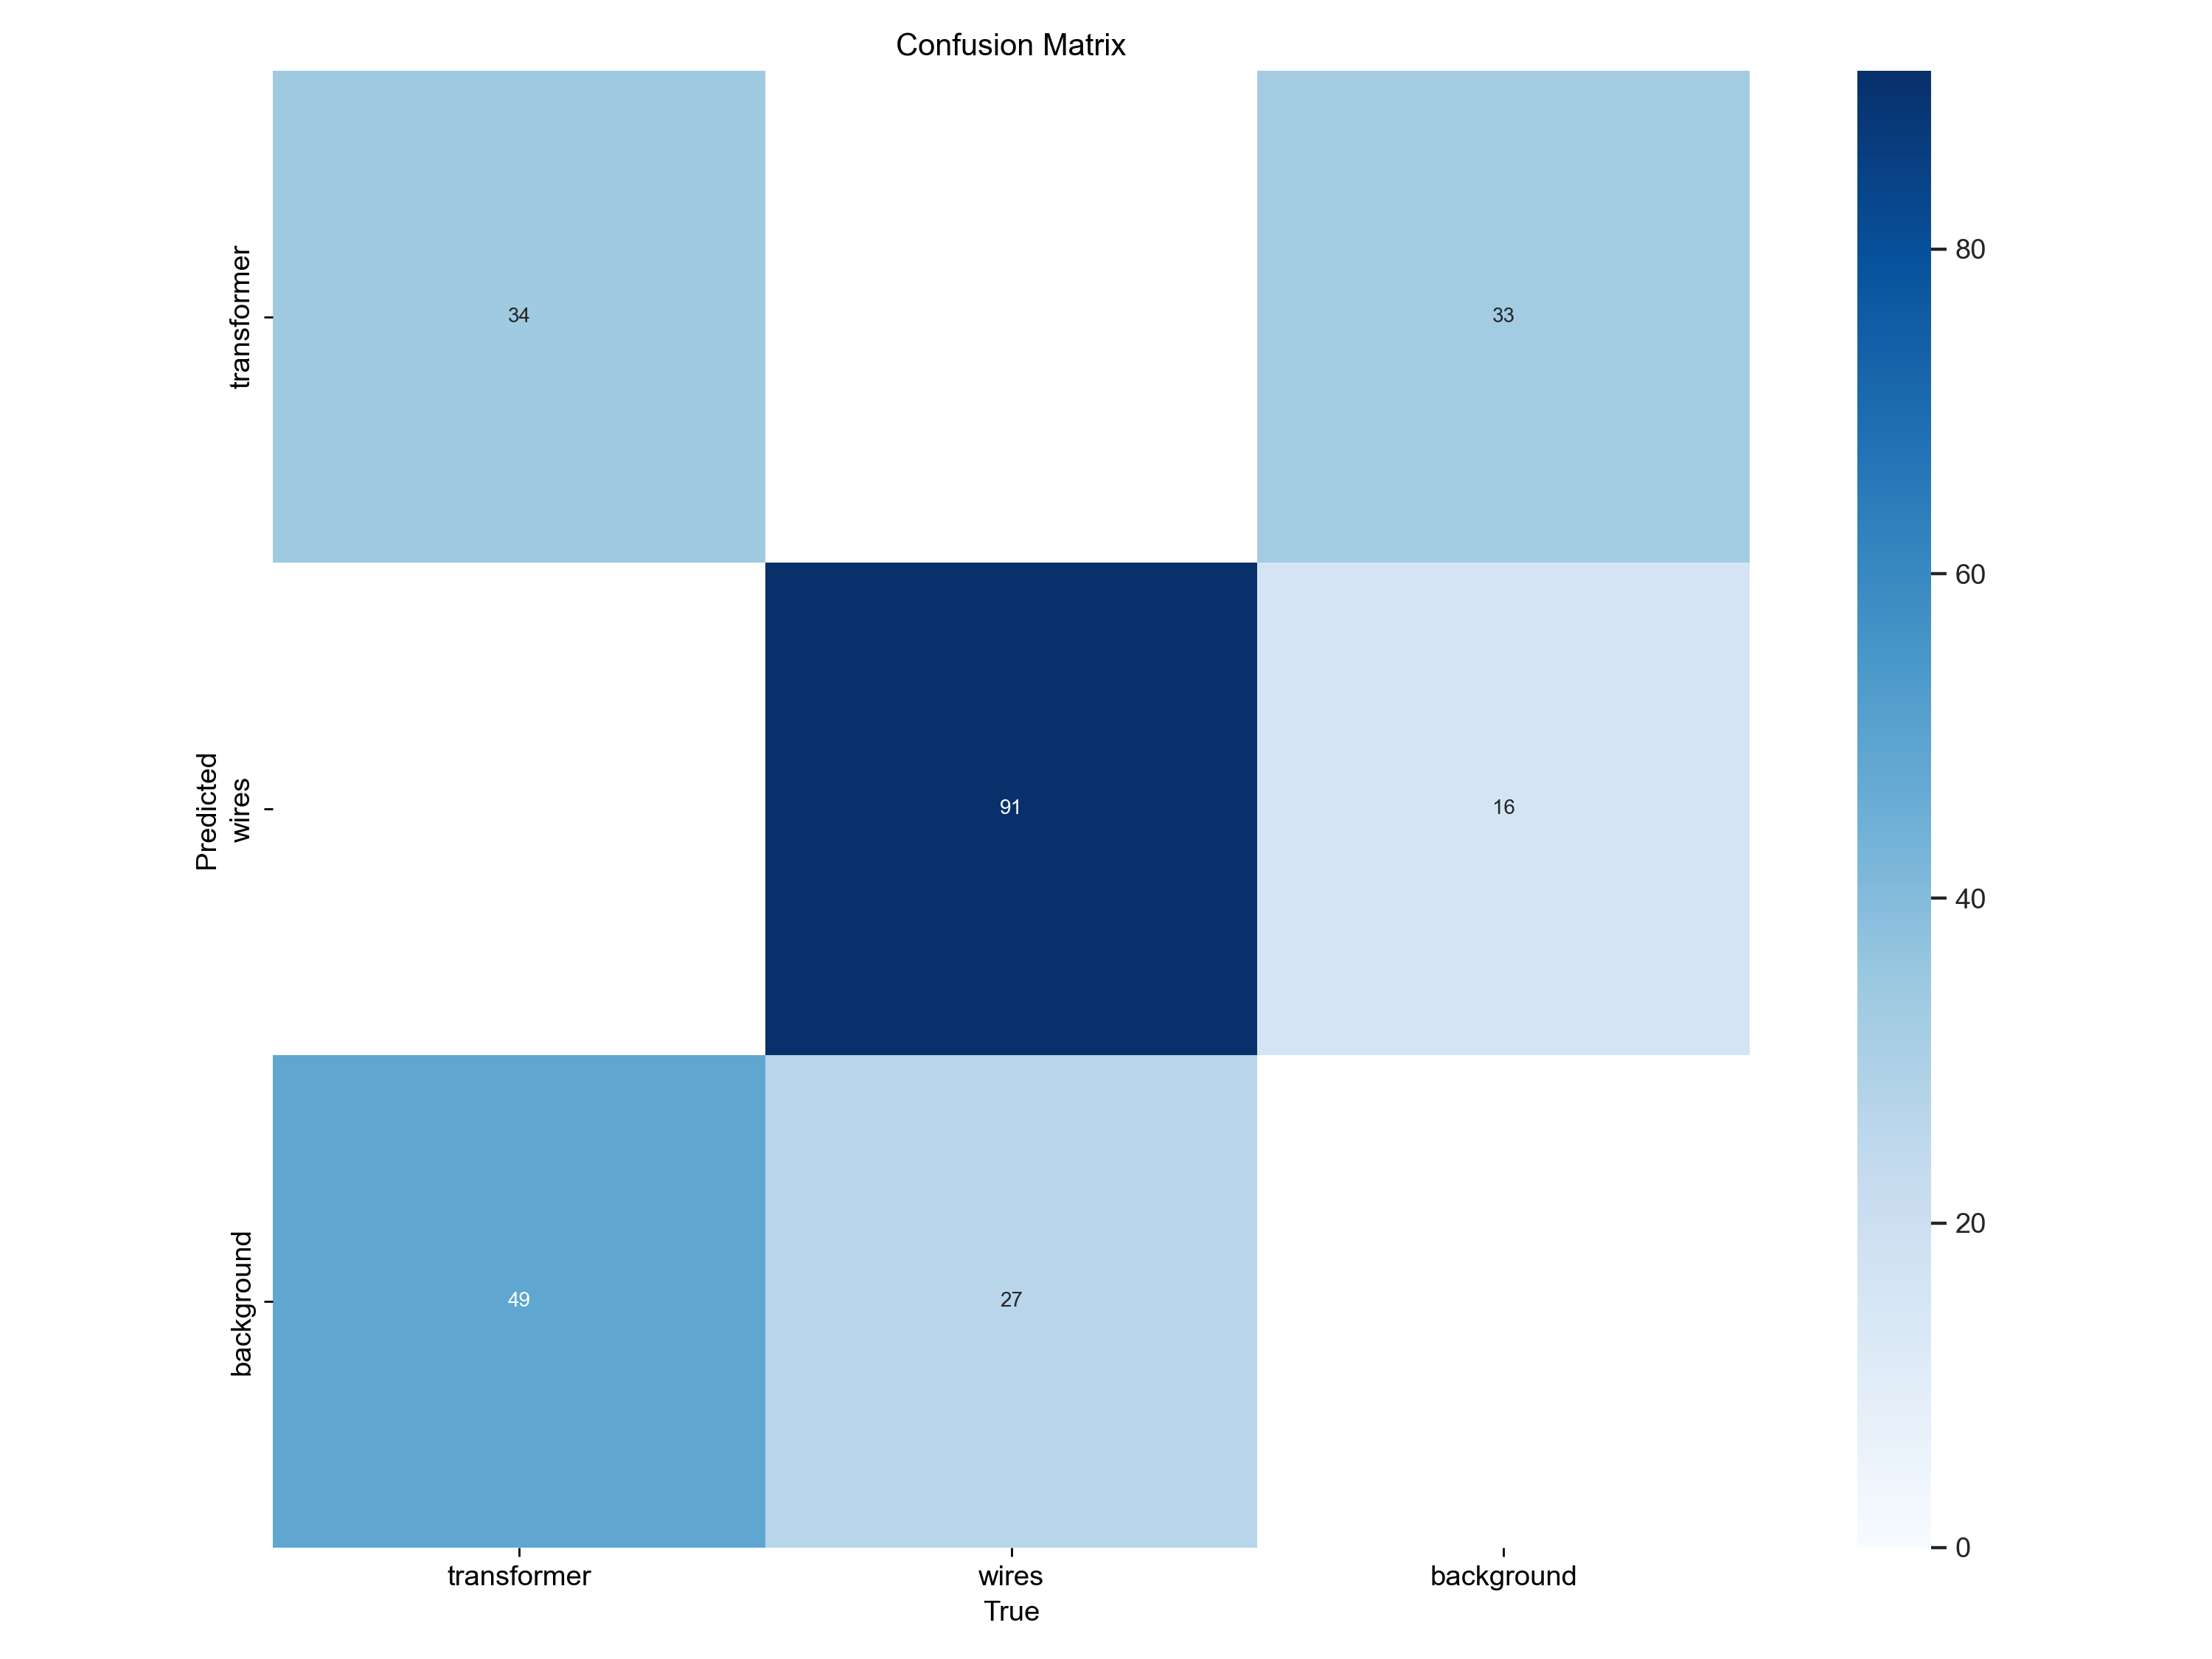 Confusion Matrix
transformer
34
33
80
60
Predicted
wires
91
16
40
background
49
27
20
0
transformer
wires
background
True